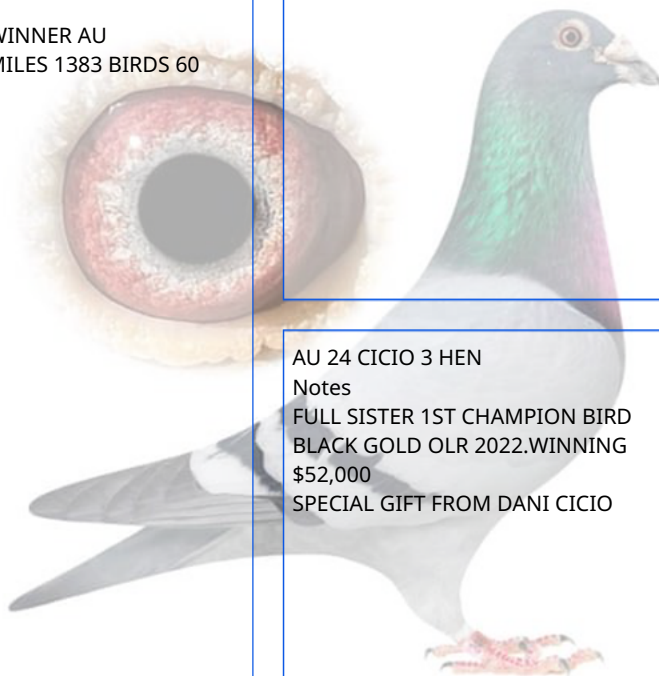 WINNER AU
MILES 1383 BIRDS 60
AU 24 CICIO 3 HEN
Notes
FULL SISTER 1ST CHAMPION BIRD
BLACK GOLD OLR 2022.WINNING
$52,000
SPECIAL GIFT FROM DANI CICIO